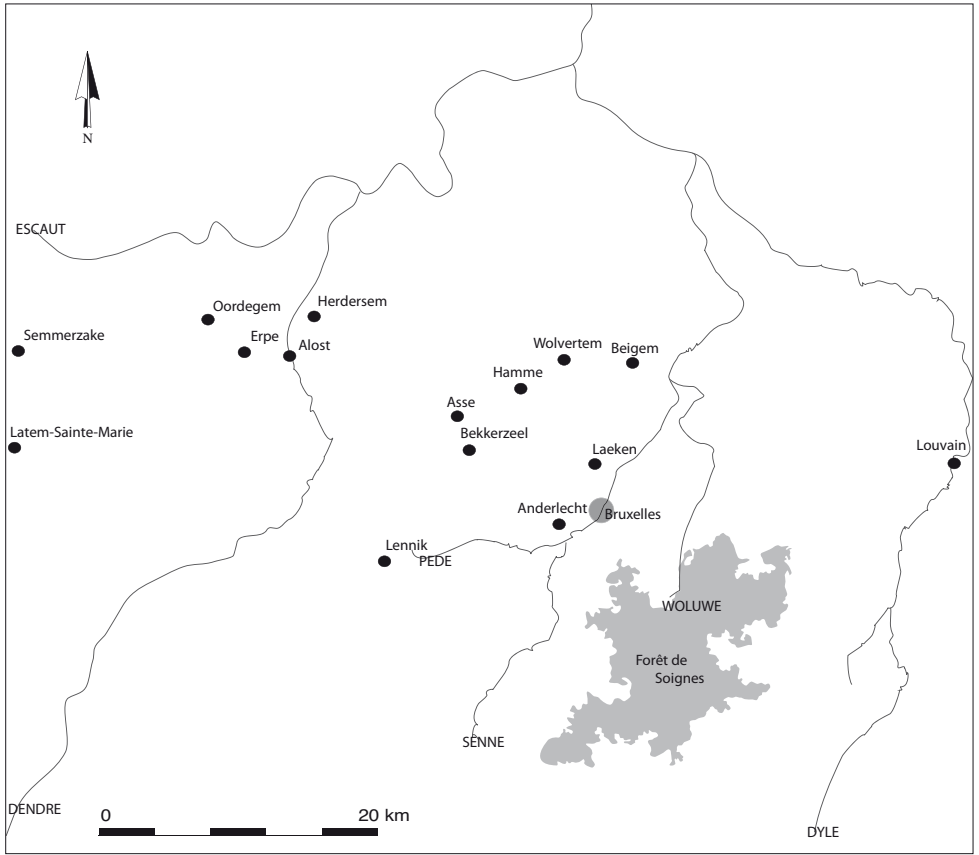 N
ESCAUT
Oordegem
Herdersem
Semmerzake
Erpe
Alost
Wolvertem
Beigem
Hamme
Asse
Latem-Sainte-Marie
Bekkerzeel
Laeken
Louvain
Anderlecht
Bruxelles
Lennik
PEDE
WOLUWE
Forêt de
Soignes
SENNE
DENDRE
0 20 km
DYLE